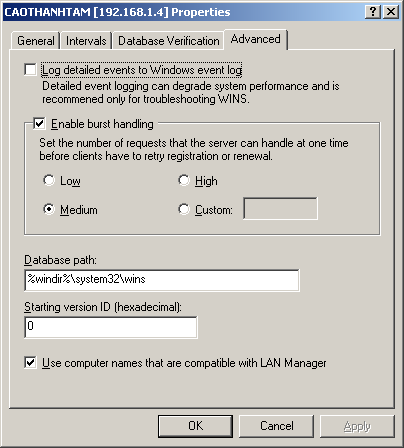 CAOTHANHTAM [192.168.1.4] Properties
General
Intervals
Database Verification
Advanced
Log detailed events to Windows event log
Detailed event logging can degrade system performance and is
recommened only for troubleshooting WINS.
Enable burst handling
Set the number of requests that the server can handle at one time
before clients have to retry registration or renewal.
Low
High
Medium
Custom:
Database path:
%windir%\system32\wins
Starting version ID (hexadecimal):
0
Use computer names that are compatible with LAN Manager
OK
Cancel
Apply